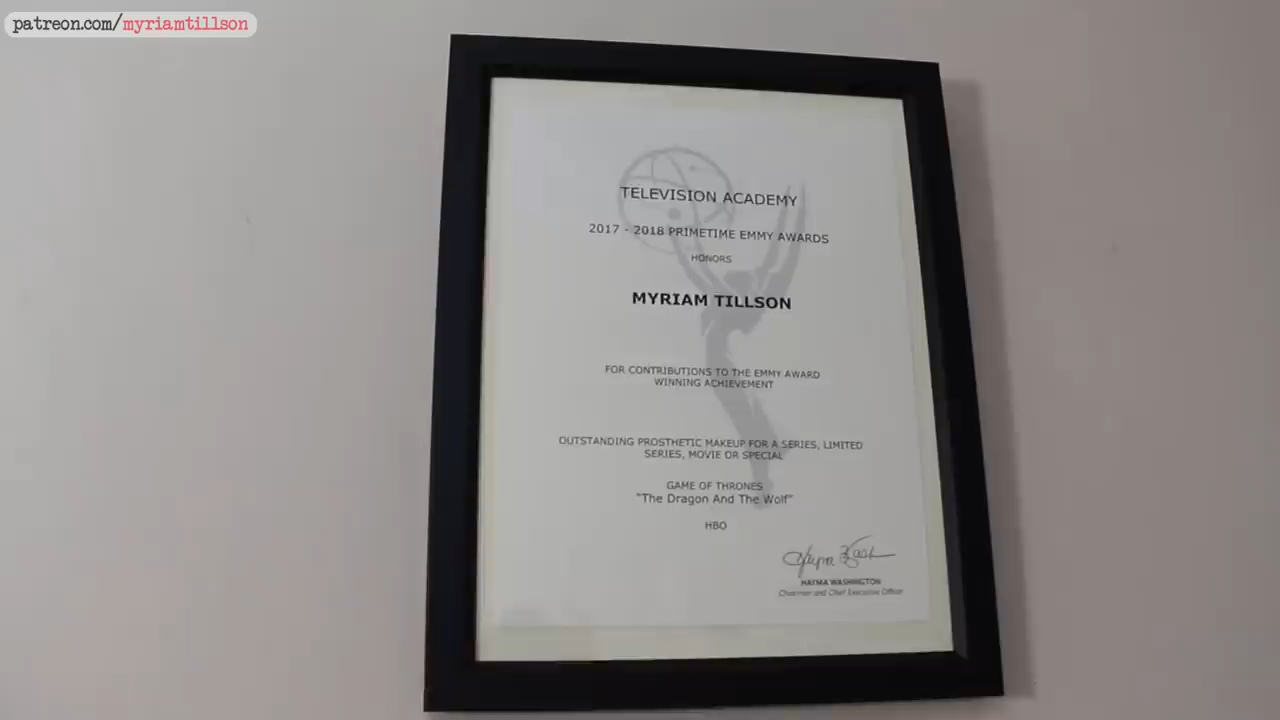 patreon.com/myriamtillson
TELEVISION ACADEMY
2017 - 2018 PRIMETIME EMMY AWARDS
HONORS
MYRIAM TILLSON
FOR CONTRIBUTIONS TO THE EMMY AWARD
WINNING ACHIEVEMENT
OUTSTANDING PROSTHETIC MAKEUP FOR A SERIES, LIMITED
SERIES, MOVIE OR SPECIAL
GAME OF THRONES
"The Dragon And The Wolf"
HBO
HAYMA WASHINGTON
Chairman and Chief Executive Officer